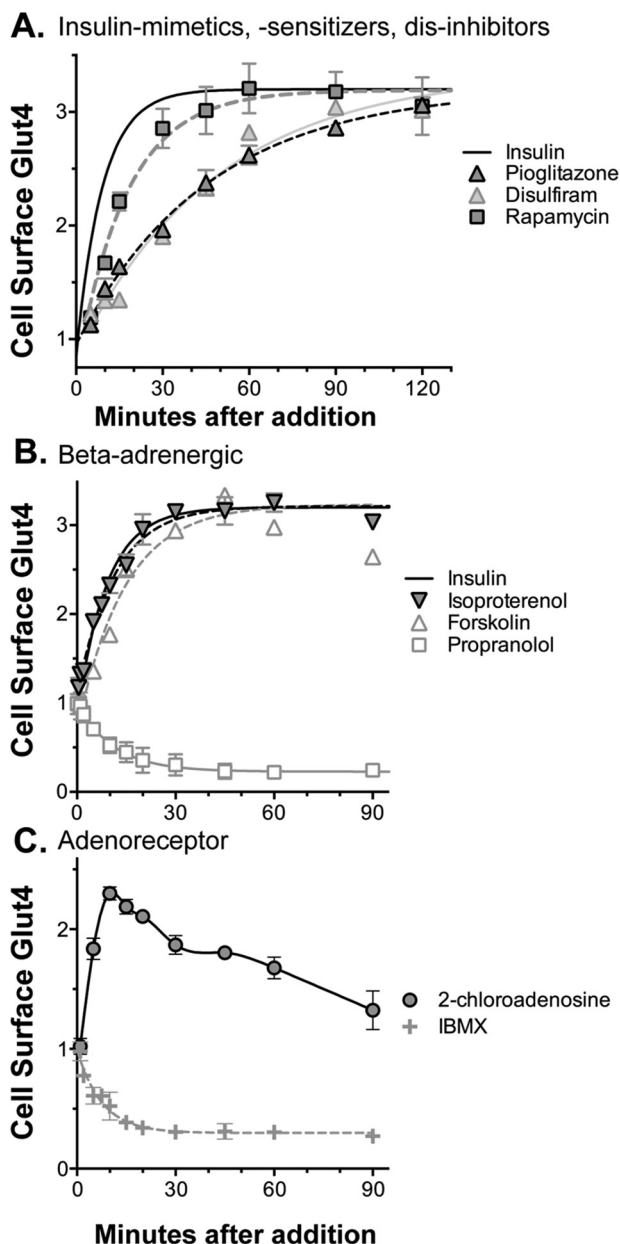 A. Insulin-mimetics, -sensitizers, dis-inhibitors
Cell Surface Glut4
3
2
1
0 30 60 90 120
Minutes after addition
Insulin
Pioglitazone
Disulfiram
Rapamycin
B. Beta-adrenergic
Cell Surface Glut4
3
2
1
0
0 30 60 90
Insulin
Isoproterenol
Forskolin
Propranolol
C. Adenoreceptor
Cell Surface Glut4
2
1
0
0 30 60 90
2-chloroadenosine
IBMX
Minutes after addition